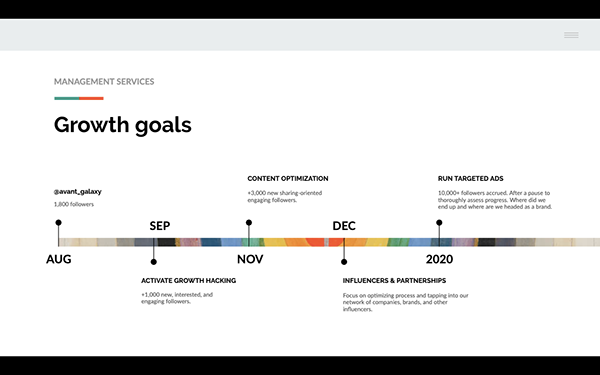 MANAGEMENT SERVICES
Growth goals
@avant_galaxy
1,800 followers
CONTENT OPTIMIZATION
+3,000 new sharing-oriented
engaging followers.
RUN TARGETED ADS
10,000+ followers accrued. After a pause to
thoroughly assess progress. Where did we
end up and where are we headed as a brand.
SEP
DEC
AUG
NOV
2020
ACTIVATE GROWTH HACKING
+1,000 new, interested, and
engaging followers.
INFLUENCERS & PARTNERSHIPS
Focus on optimizing process and tapping into our
network of companies, brands, and other
influencers.